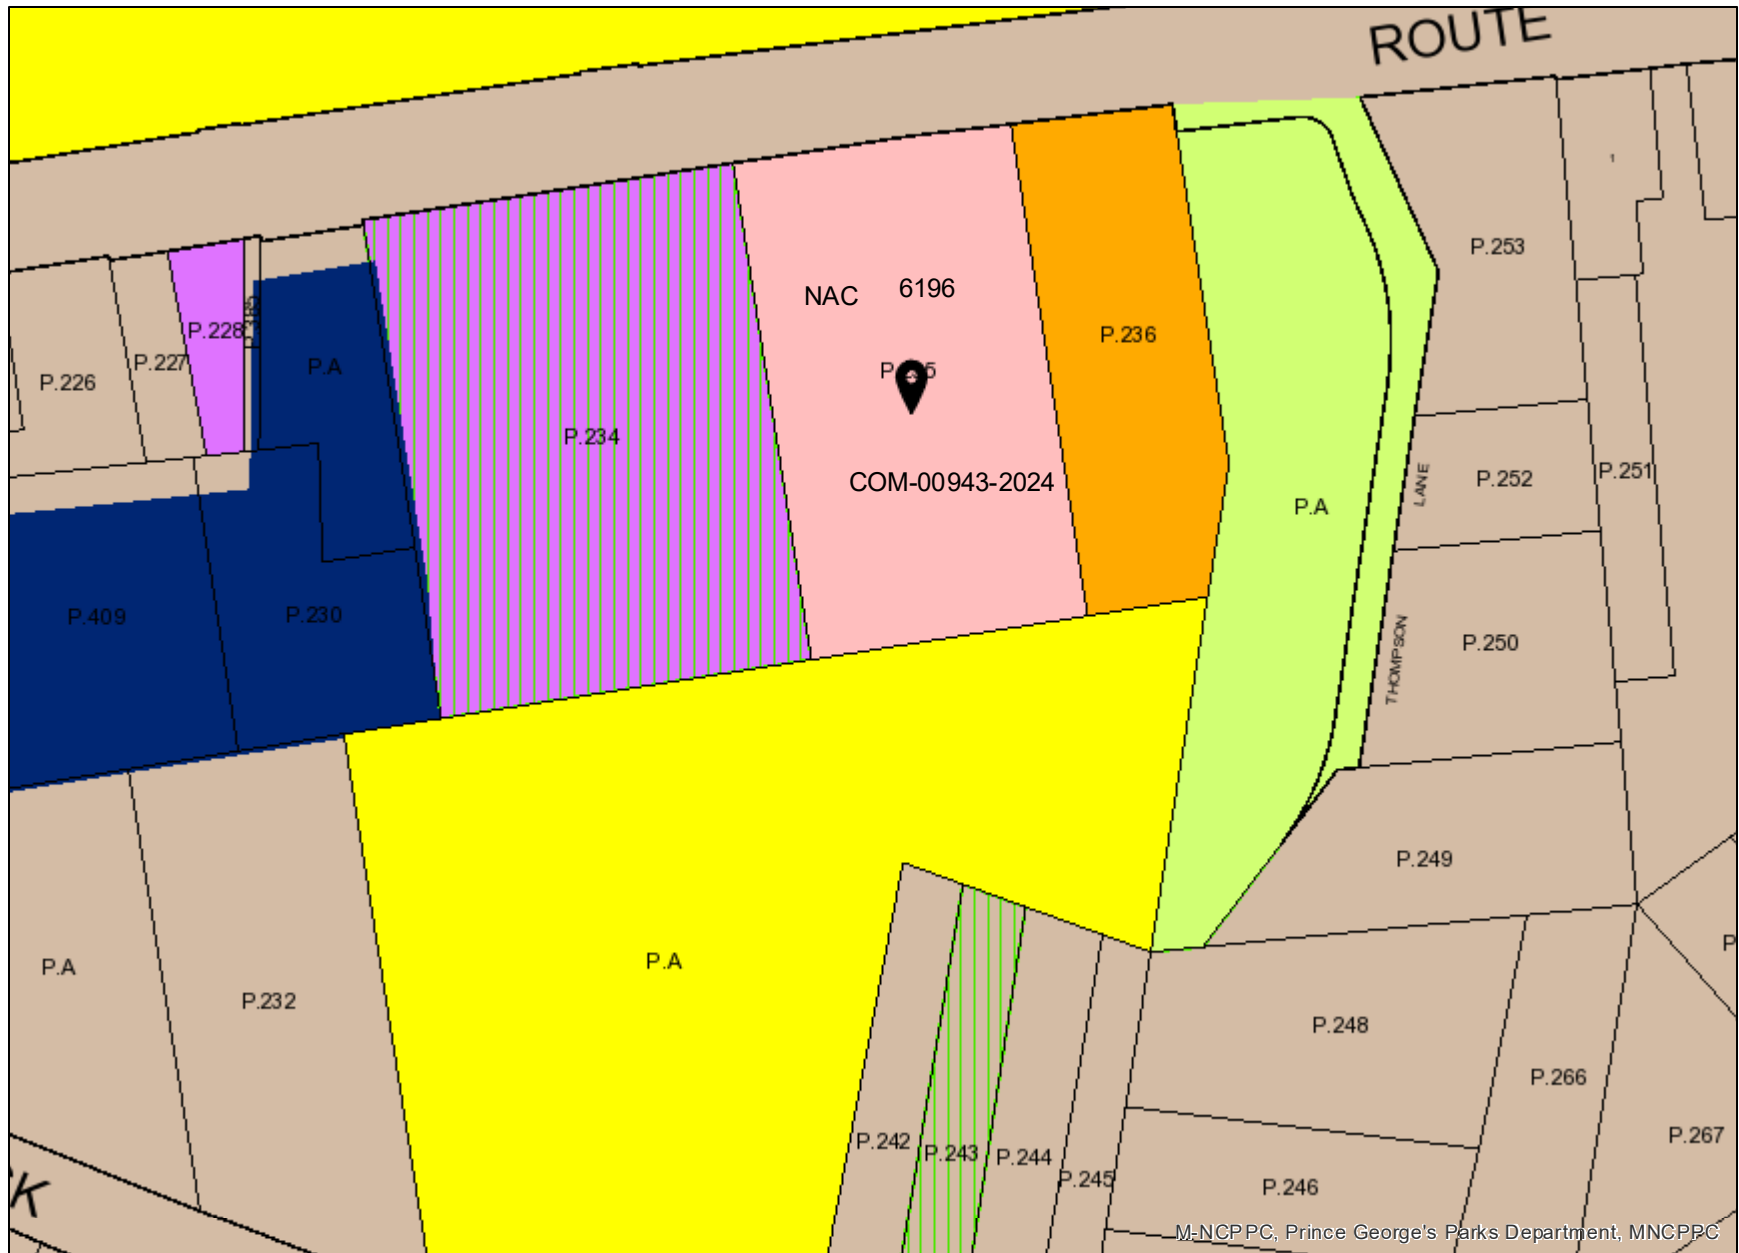 ROUTE
1
P.253
NAC
6196
P.228
P.236
P.227
P.A
P.226
P.234
P.251
P.252
LANE
COM-00943-2024
P.A
P.409
P.230
P.250
THOMPSON
P.249
P
P.A
P.A
P.232
P.248
P.266
P.267
P.242
P.243
P.244
P.245
P.246
M-NCPPC, Prince George's Parks Department, MNCPPC